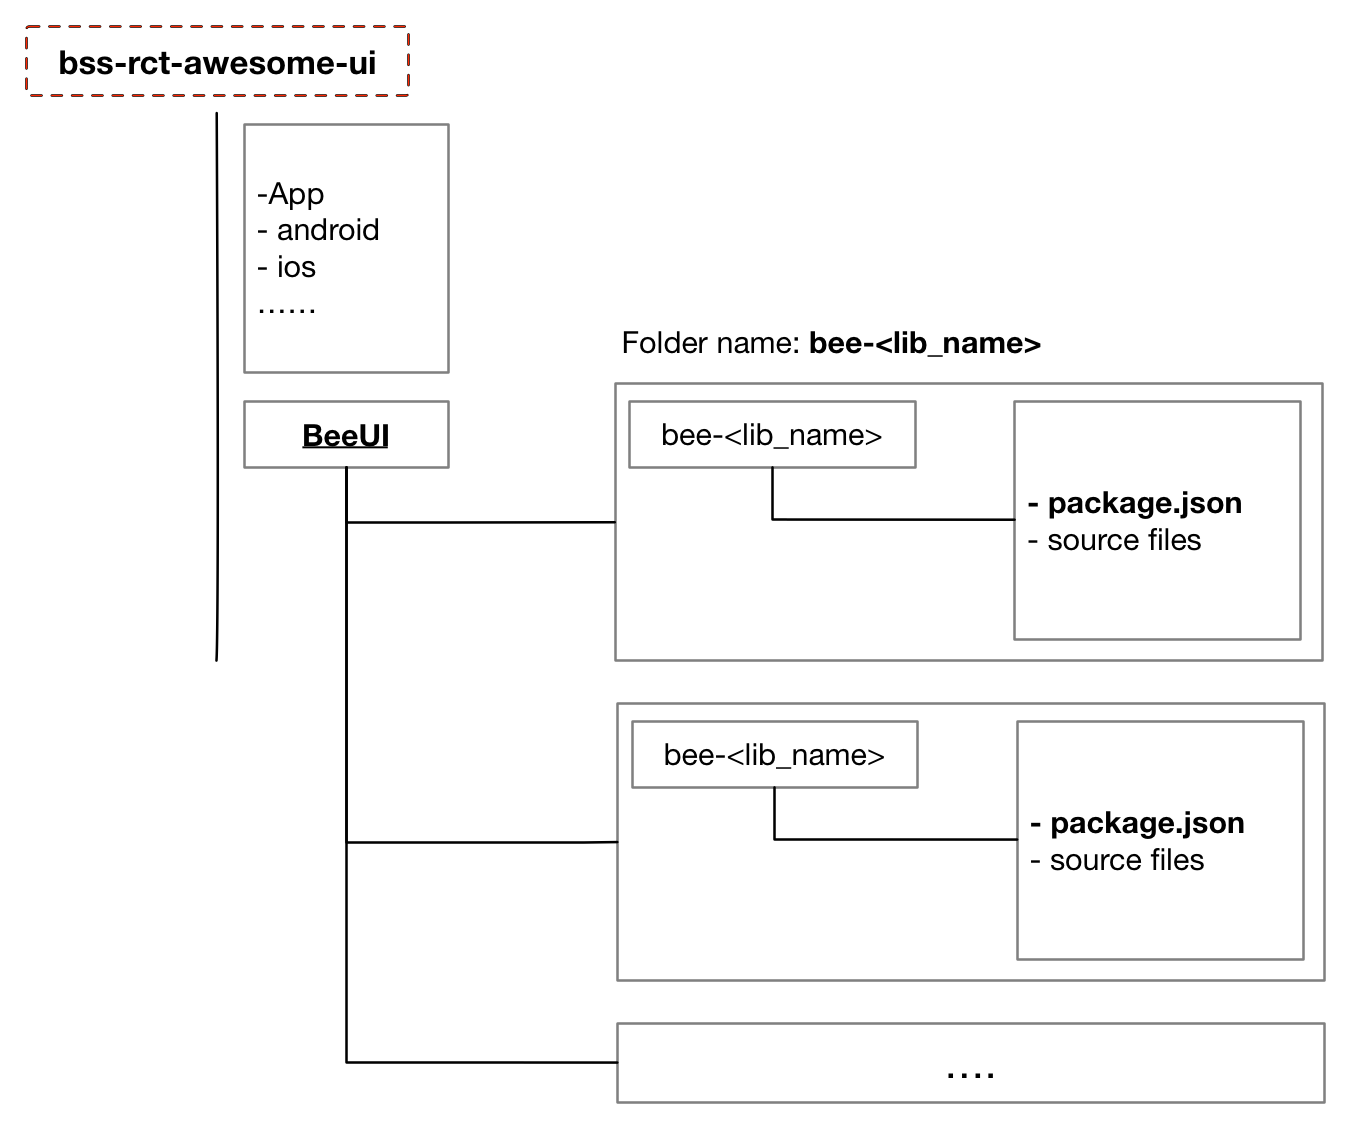 bss-rct-awesome-ui
-App
- android
- ios
......
Folder name: bee-<lib_name>
BeeUI
bee-<lib_name>
- package.json
- source files
bee-<lib_name>
- package.json
- source files
....